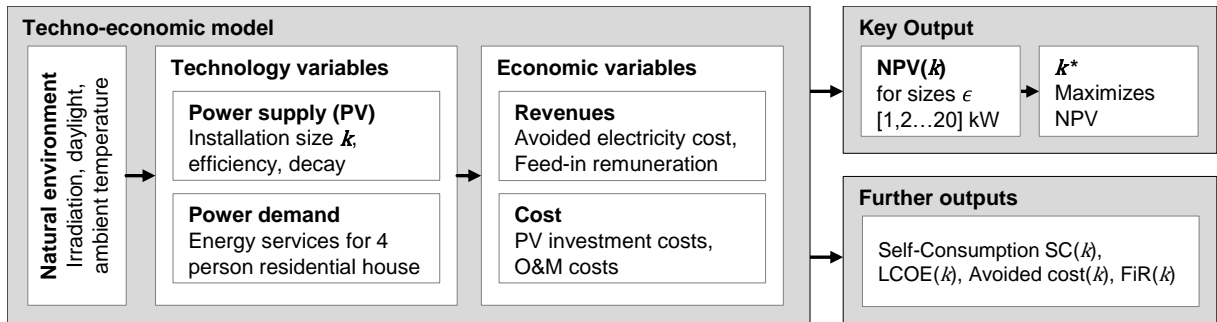 Techno-economic model
Natural environment
Irradiation, daylight,
ambient temperature
Technology variables
Power supply (PV)
Installation size k,
efficiency, decay
Power demand
Energy services for 4
person residential house
Economic variables
Revenues
Avoided electricity cost,
Feed-in remuneration
Cost
PV investment costs,
O&M costs
Key Output
NPV(k)
for sizes ϵ
[1,2…20] kW
k*
Maximizes
NPV
Further outputs
Self-Consumption SC(k),
LCOE(k), Avoided cost(k), FiR(k)